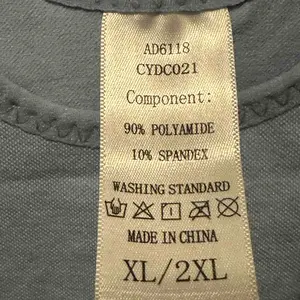 AD6118
CYDC021
Component:
90% POLYAMIDE
10% SPANDEX
WASHING STANDARD
MADE IN CHINA
XL/2XL